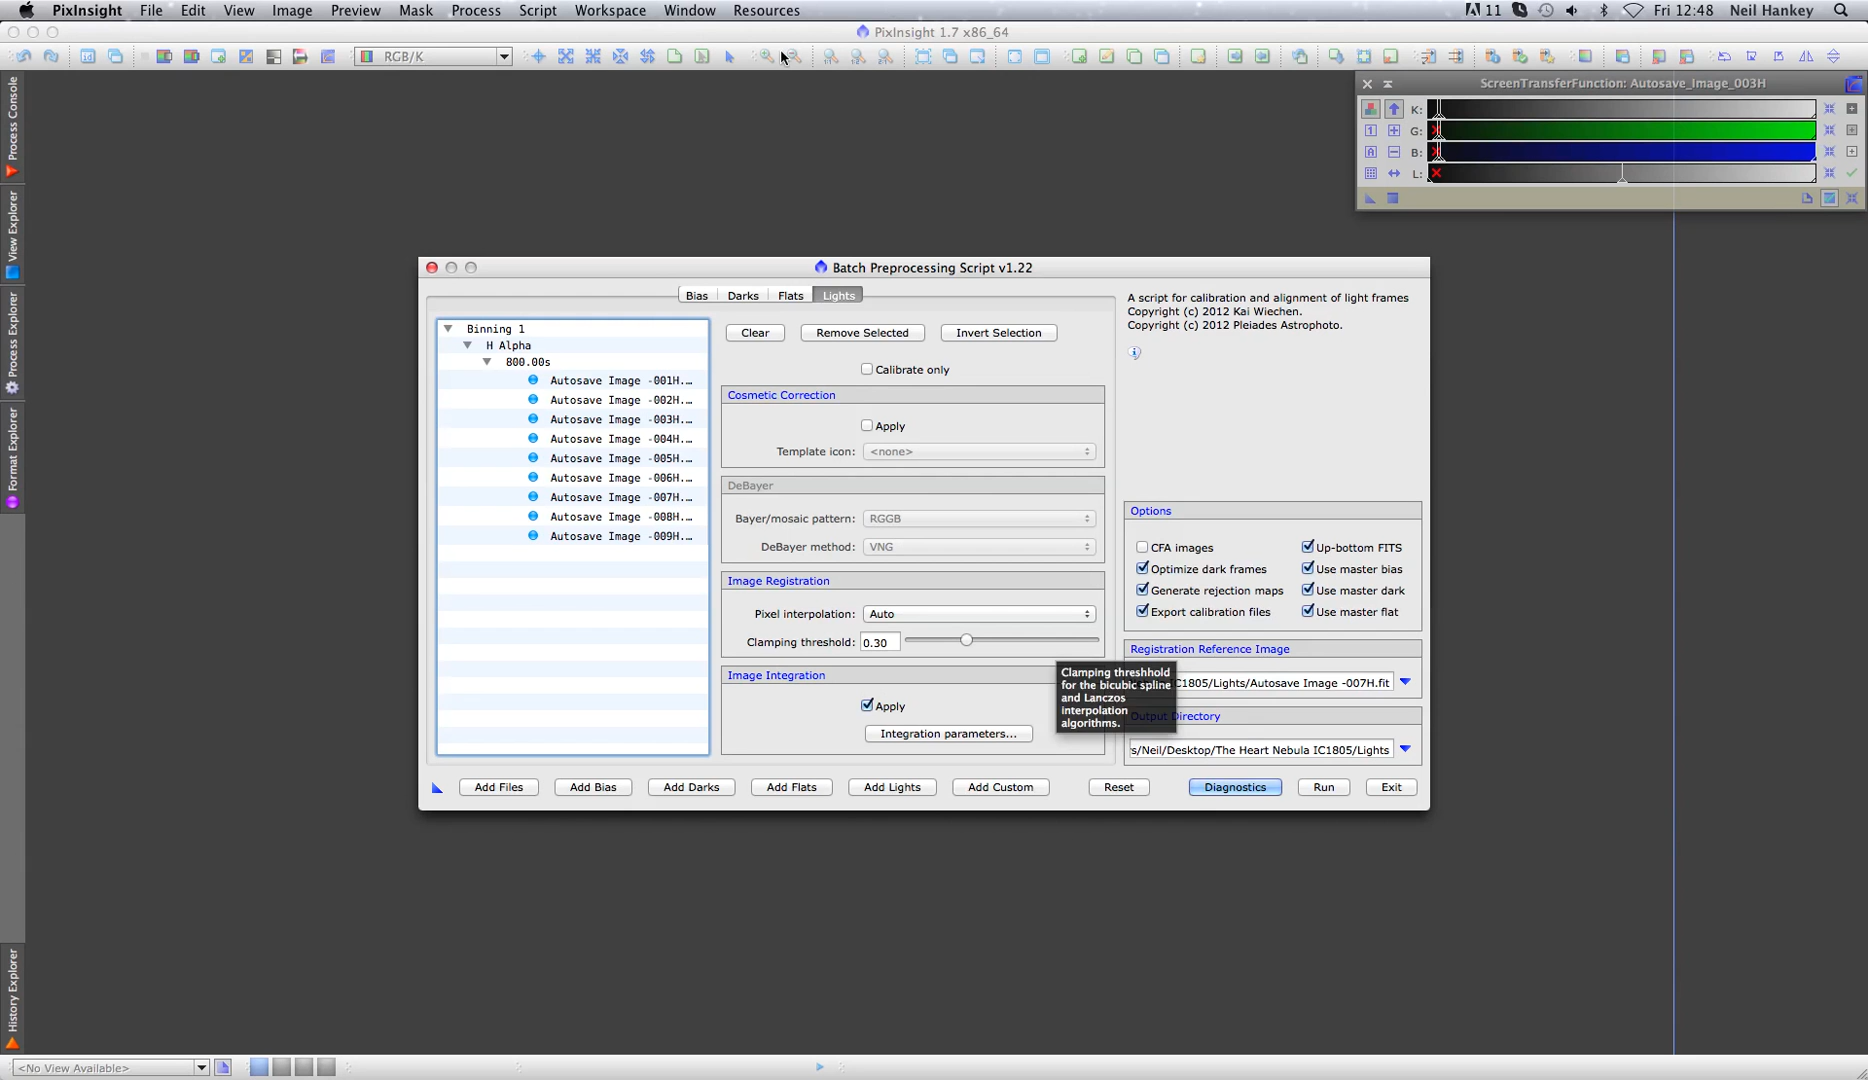 PixInsight File Edit View Image Preview Mask Process Script Workspace Window Resources
11 Fri 12:48 Neil Hankey
PixInsight 1.7 x86_64
RGB/K
ScreenTransferFunction: Autosave_Image_003H
K:
G:
B:
L:
Process Console
View Explorer
Process Explorer
Format Explorer
History Explorer
Batch Preprocessing Script v1.22
Bias Darks Flats Lights
Binning 1
H Alpha
800.00s
Autosave Image -001H....
Autosave Image -002H....
Autosave Image -003H....
Autosave Image -004H....
Autosave Image -005H....
Autosave Image -006H....
Autosave Image -007H....
Autosave Image -008H....
Autosave Image -009H....
Clear Remove Selected Invert Selection
Calibrate only
Cosmetic Correction
Apply
Template icon: <none>
DeBayer
Bayer/mosaic pattern: RGGB
DeBayer method: VNG
Image Registration
Pixel interpolation: Auto
Clamping threshold: 0.30
Image Integration
Apply
Integration parameters...
A script for calibration and alignment of light frames
Copyright (c) 2012 Kai Wiechen.
Copyright (c) 2012 Pleiades Astrophoto.
Options
CFA images Up-bottom FITS
Optimize dark frames Use master bias
Generate rejection maps Use master dark
Export calibration files Use master flat
Registration Reference Image
IC1805/Lights/Autosave Image -007H.fit
Clamping threshhold
for the bicubic spline
and Lanczos
interpolation
algorithms.
Output Directory
s/Neil/Desktop/The Heart Nebula IC1805/Lights
Add Files Add Bias Add Darks Add Flats Add Lights Add Custom Reset Diagnostics Run Exit
<No View Available>